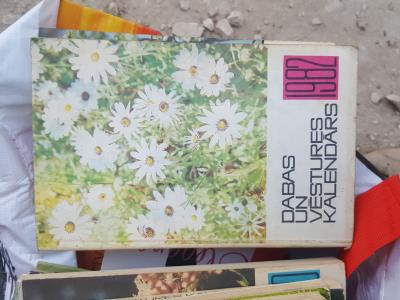 1982
DABAS
UN
VĒSTURES
KALENDĀRS